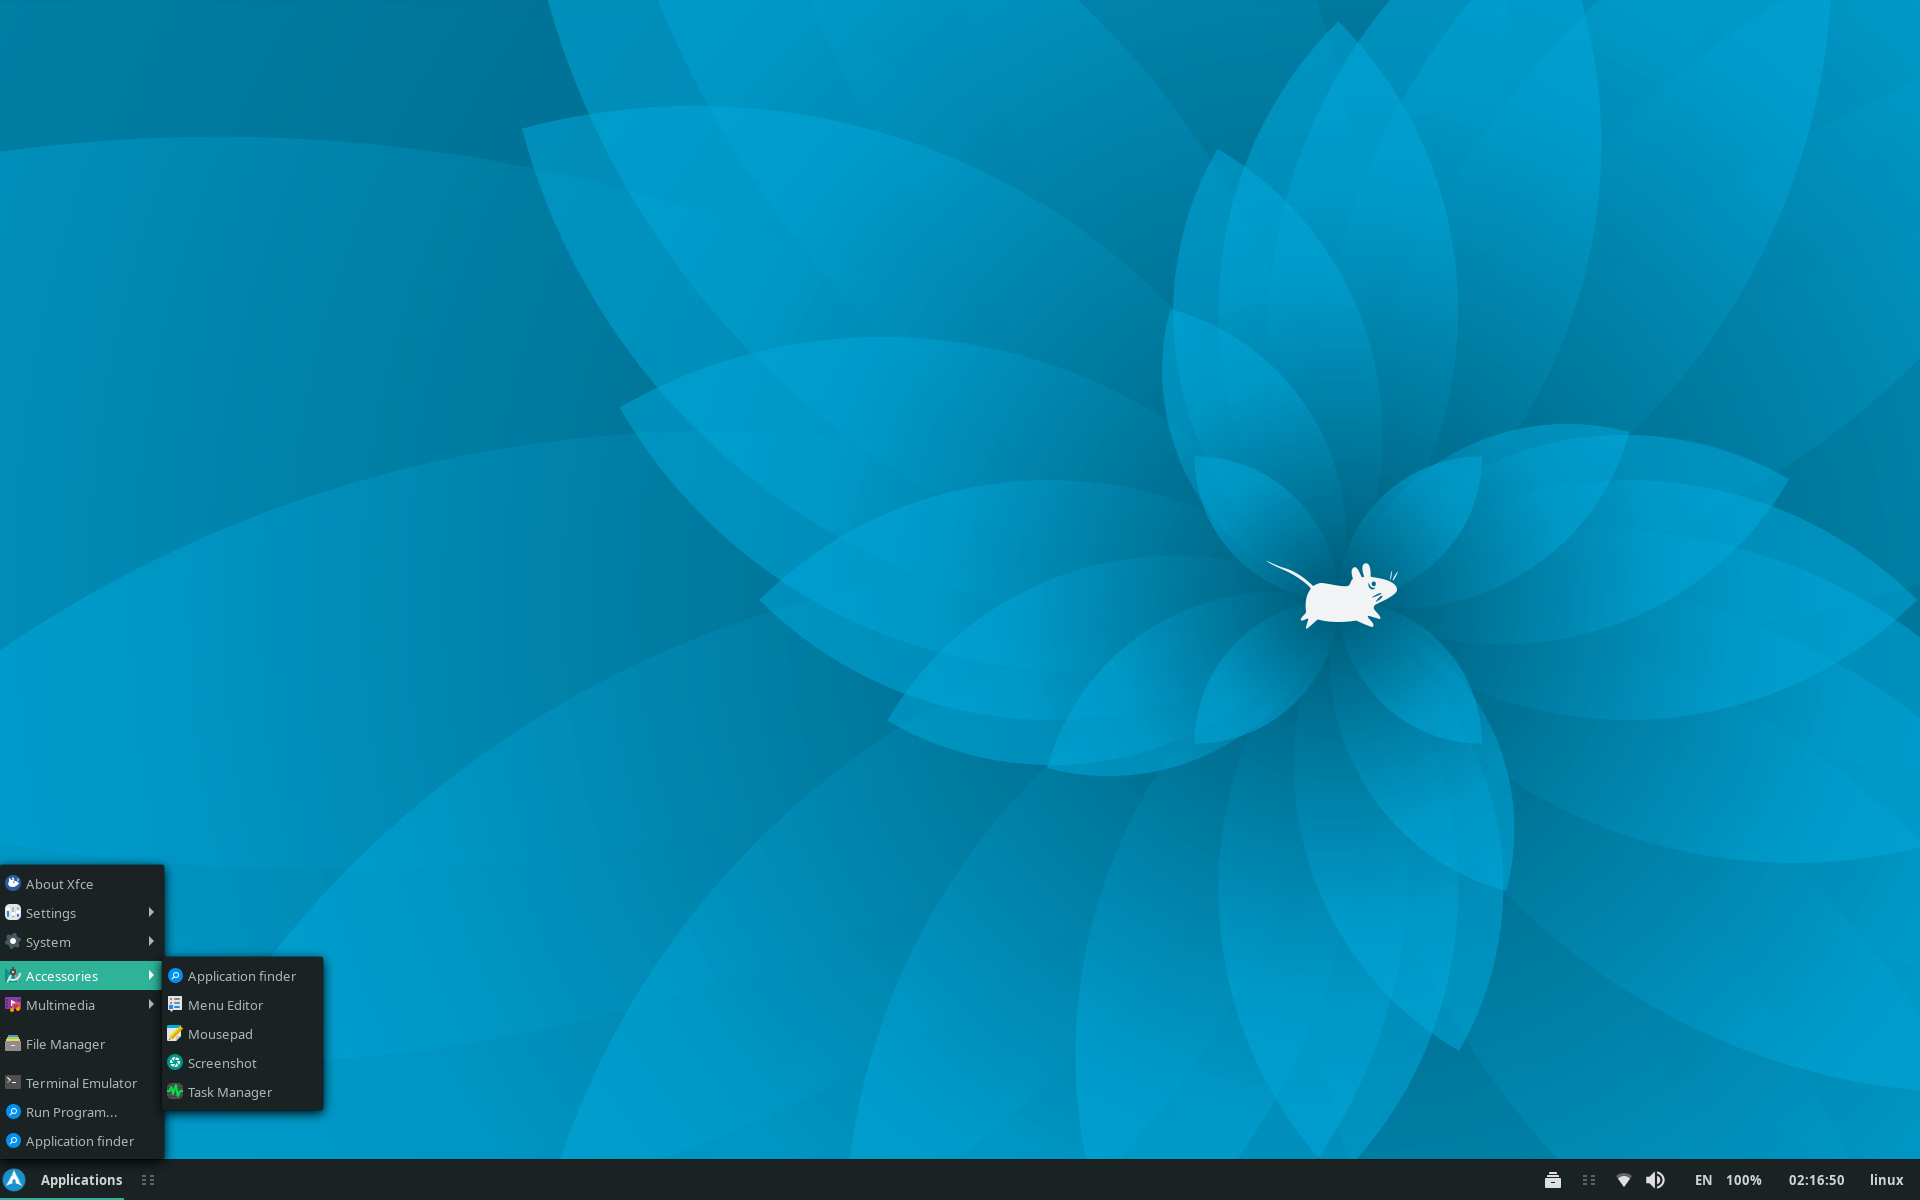 About Xfce
Settings
System
Accessories
Multimedia
File Manager
Terminal Emulator
Run Program...
Application finder
Application finder
Menu Editor
Mousepad
Screenshot
Task Manager
Applications
EN 100% 02:16:50 linux